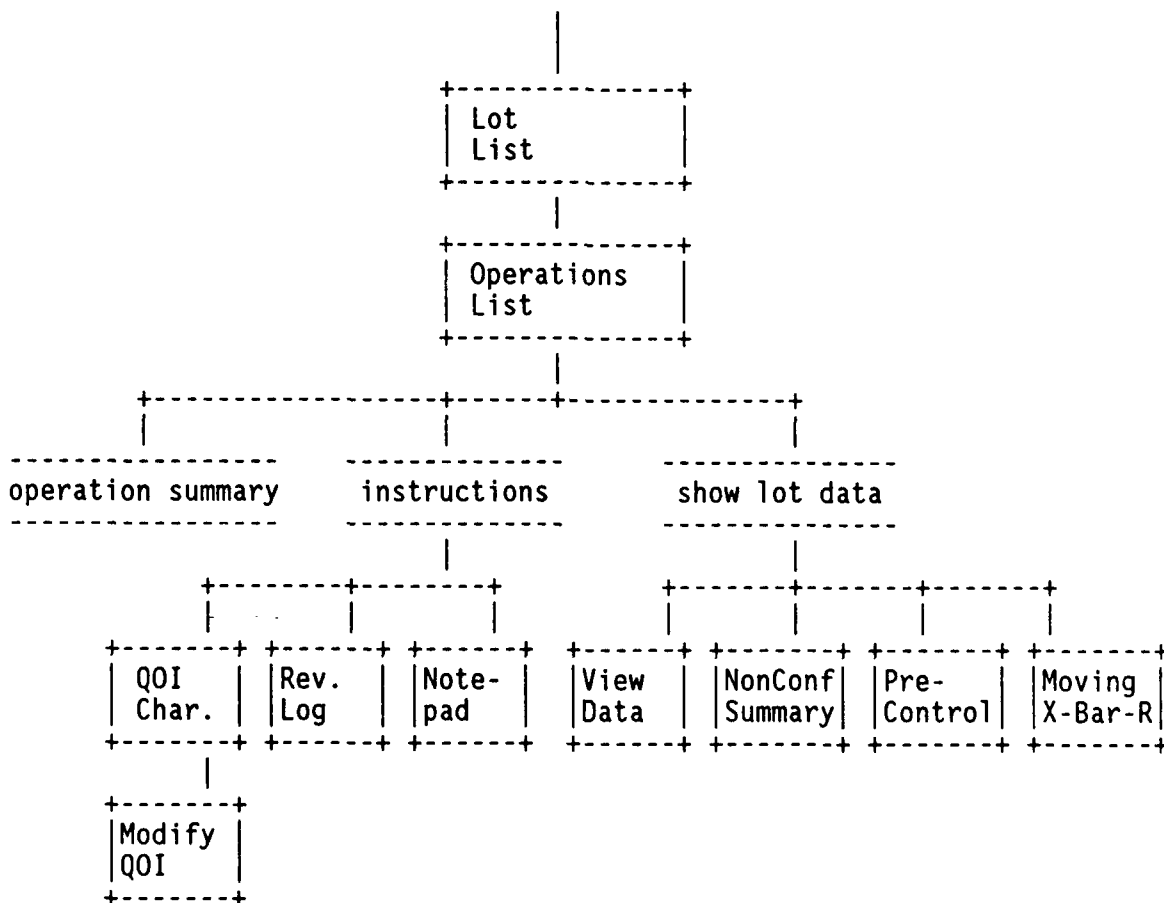 Lot
List
Operations
List
operation summary
instructions
show lot data
QOI
Char.
Rev.
Log
Note-
pad
View
Data
NonConf
Summary
Pre-
Control
Moving
X-Bar-R
Modify
QOI